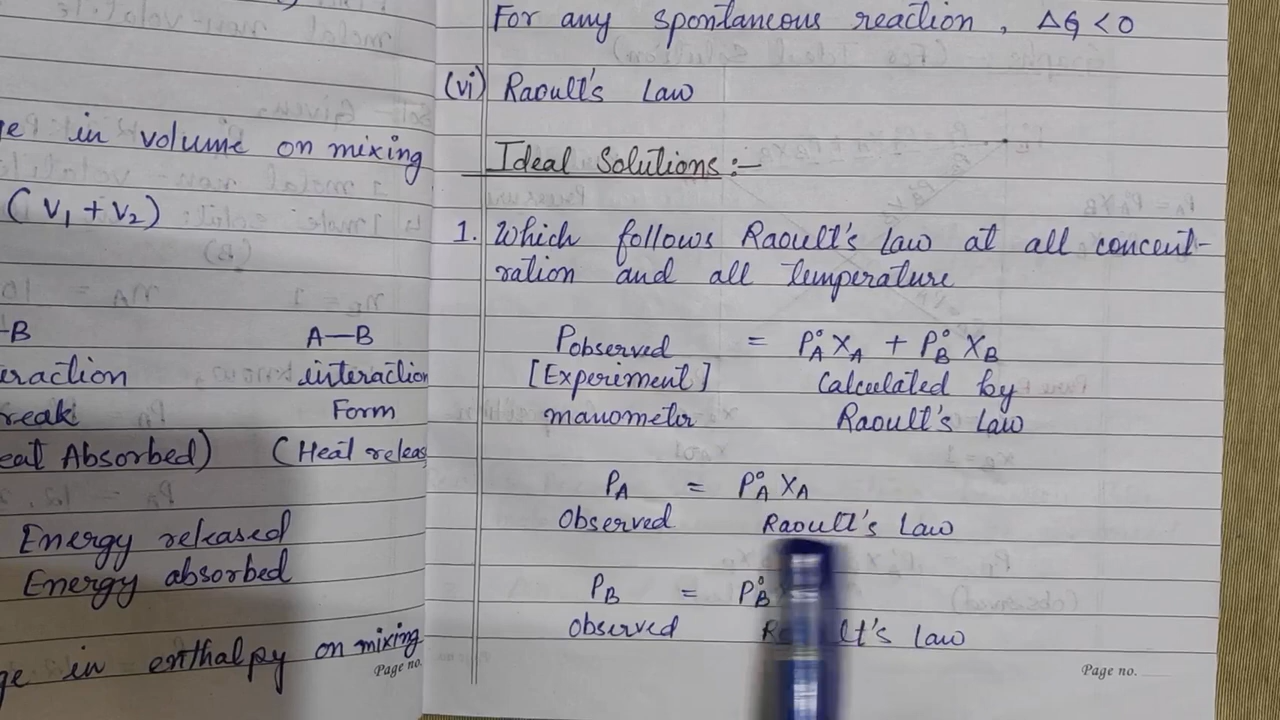 ge in volume on mixing
(V₁ + V₂)
-B A—B
eraction interaction
reak Form
eat Absorbed) (Heat releas
Energy released
Energy absorbed
ge in enthalpy on mixing
Page no.
For any spontaneous reaction, ΔG < 0
(vi) Raoult's Law
Ideal Solutions :-
1. Which follows Raoult's Law at all concent-
ration and all temperature
Pobserved = P°A XA + P°B XB
[Experiment] Calculated by
manometer Raoult's Law
PA = P°A XA
Observed Raoult's Law
PB = P°B
Observed Law
Page no.